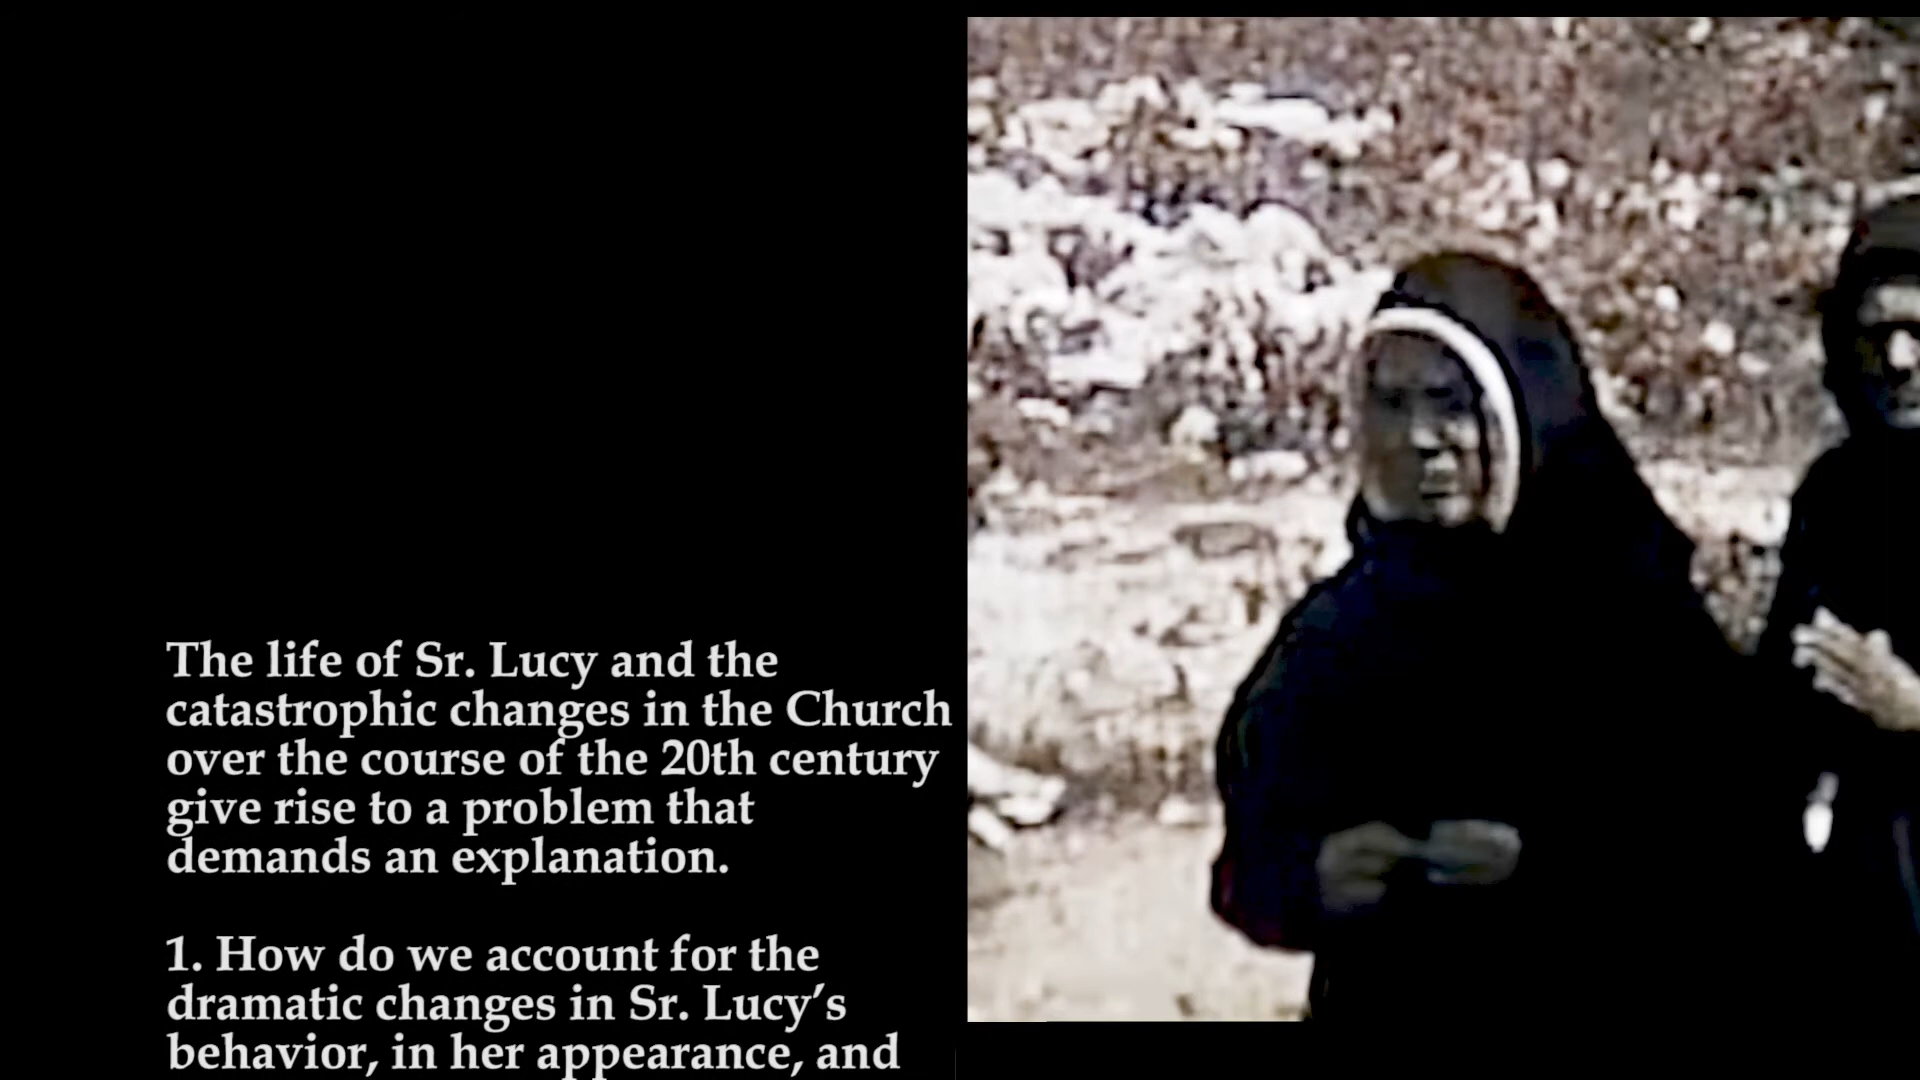 The life of Sr. Lucy and the
catastrophic changes in the Church
over the course of the 20th century
give rise to a problem that
demands an explanation.
1. How do we account for the
dramatic changes in Sr. Lucy’s
behavior, in her appearance, and